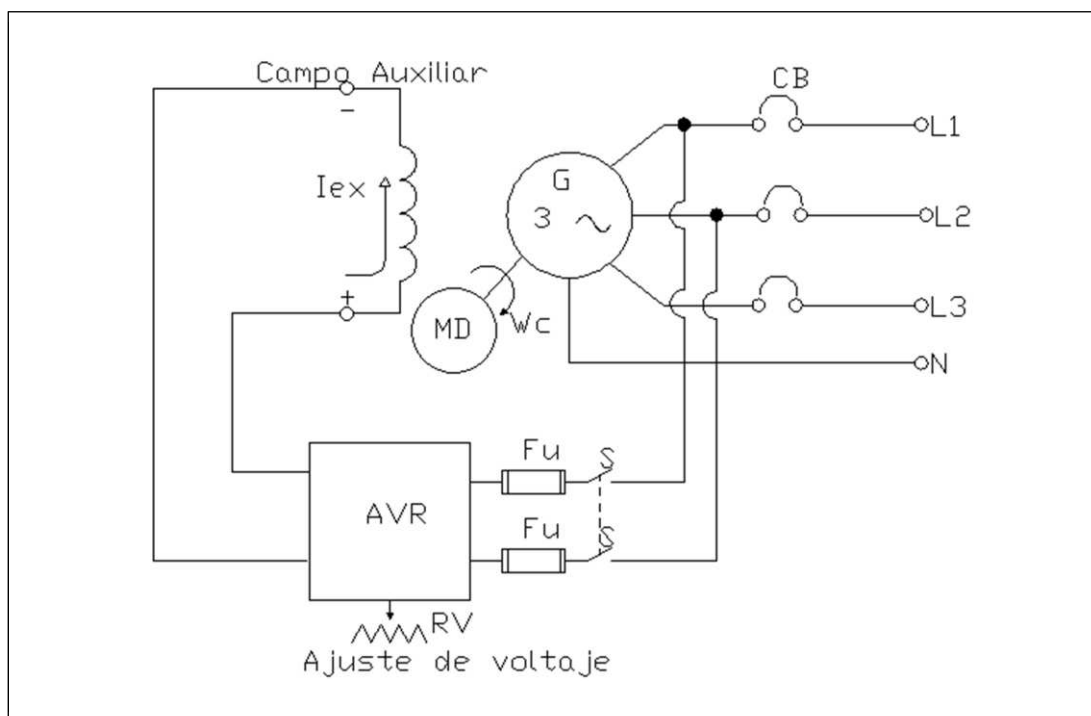 Campo Auxiliar
-
Iex
+
G
3
MD
Wc
CB
L1
L2
L3
N
Fu
S
AVR
Fu
S
RV
Ajuste de voltaje